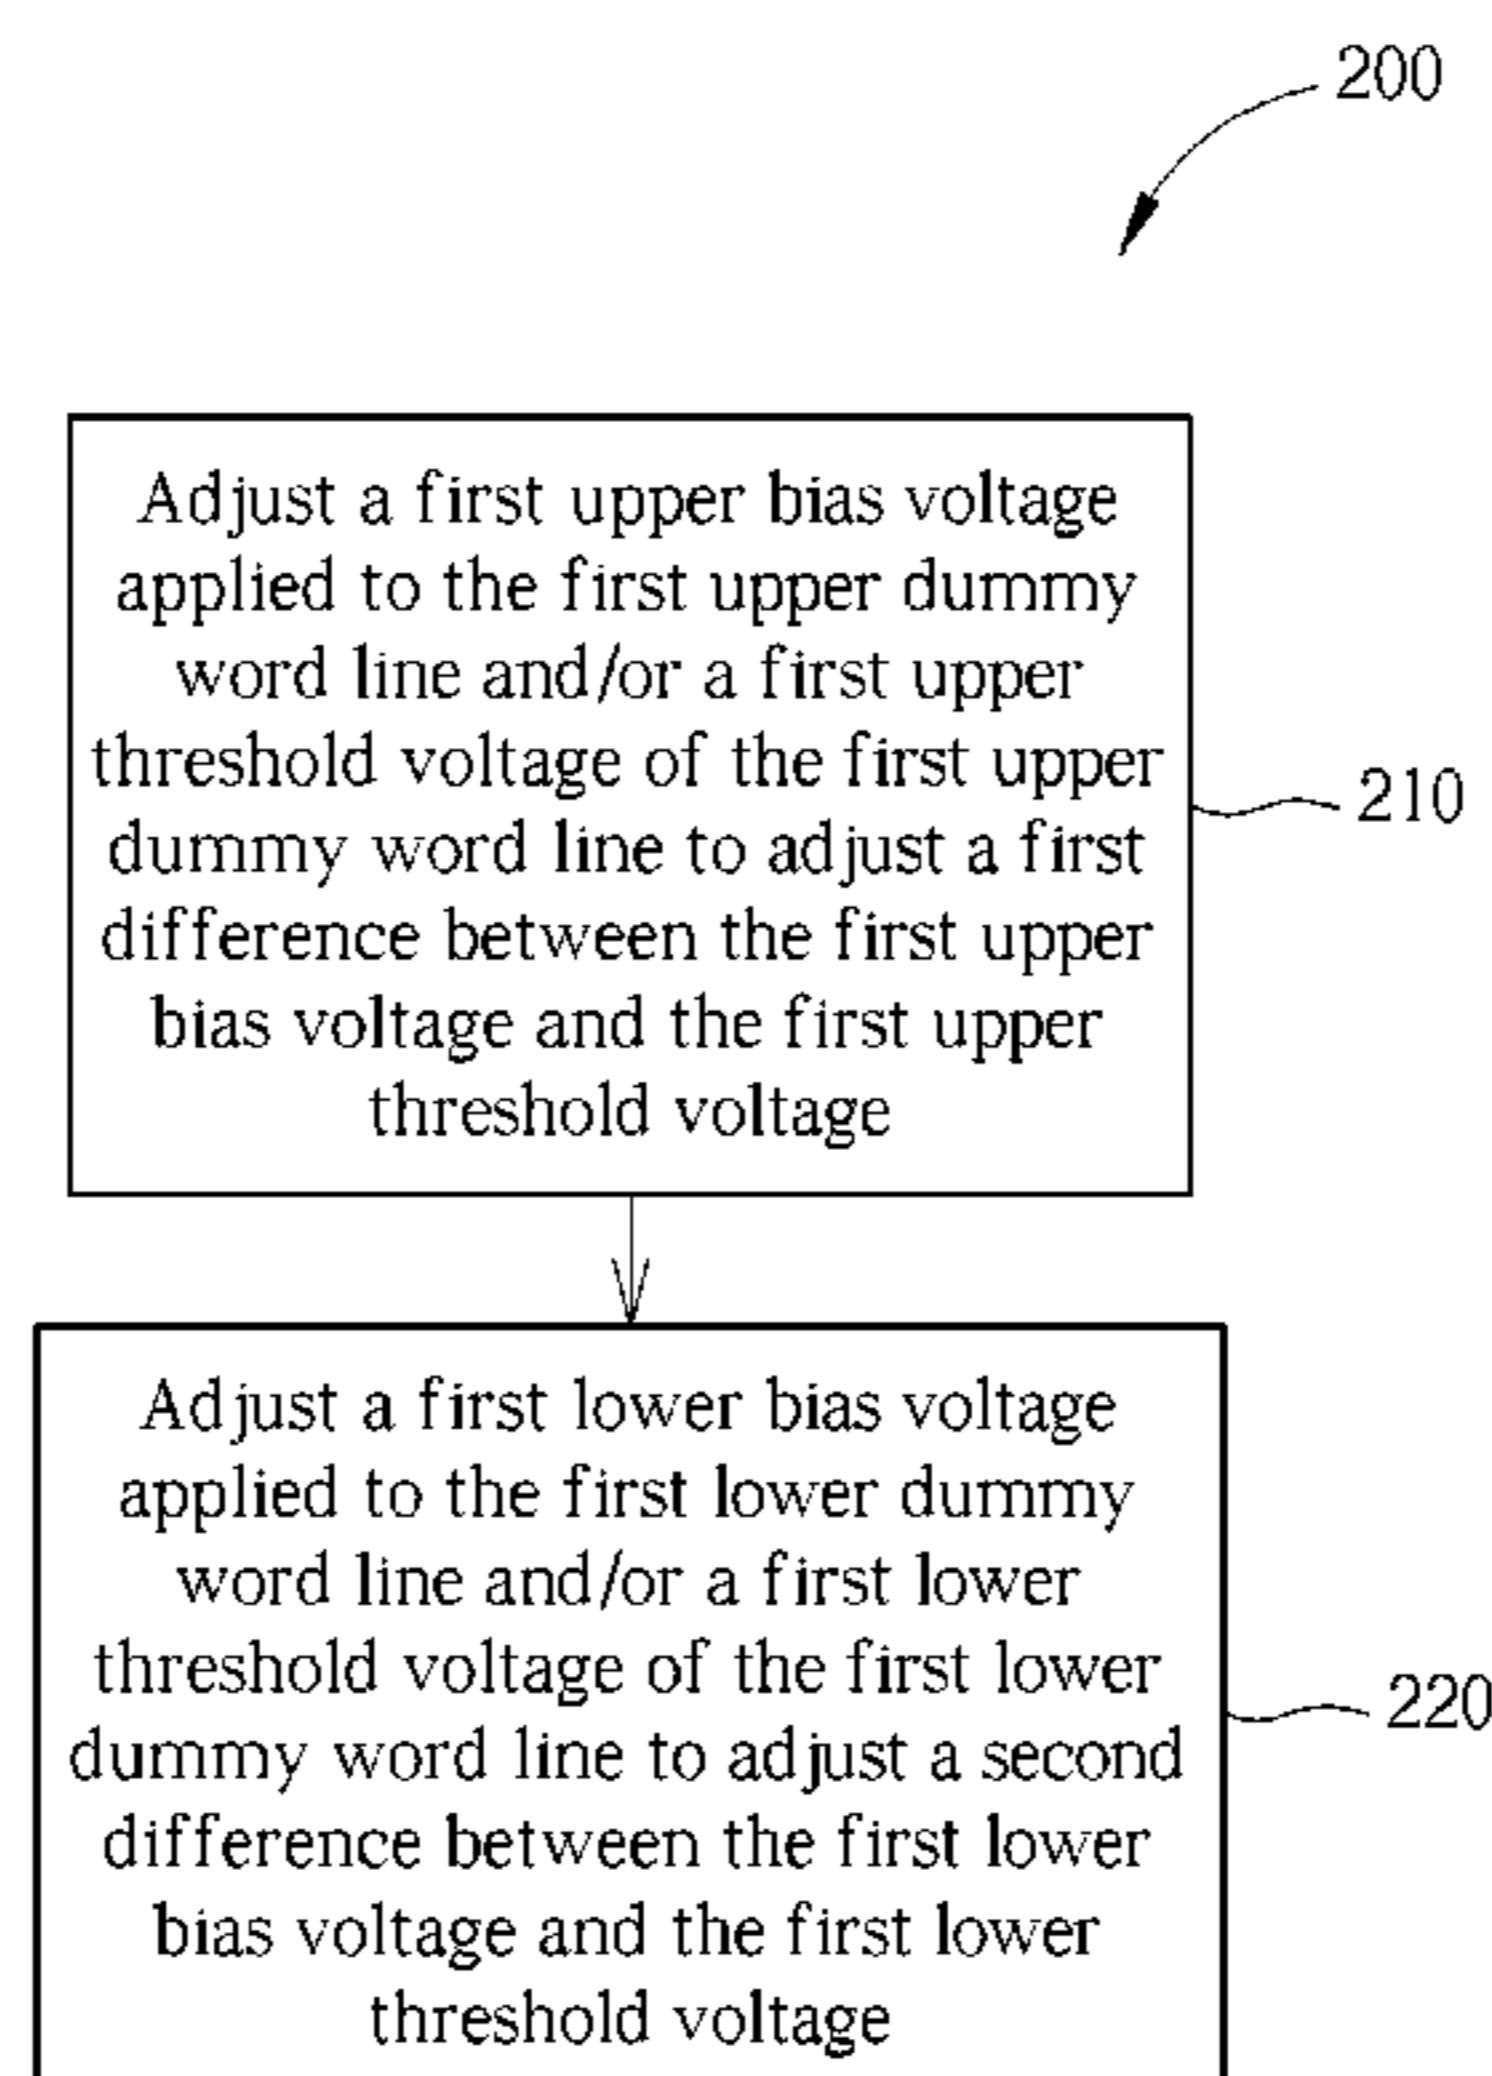 200
Adjust a first upper bias voltage
applied to the first upper dummy
word line and/or a first upper
threshold voltage of the first upper
dummy word line to adjust a first
difference between the first upper
bias voltage and the first upper
threshold voltage
210
Adjust a first lower bias voltage
applied to the first lower dummy
word line and/or a first lower
threshold voltage of the first lower
dummy word line to adjust a second
difference between the first lower
bias voltage and the first lower
threshold voltage
220